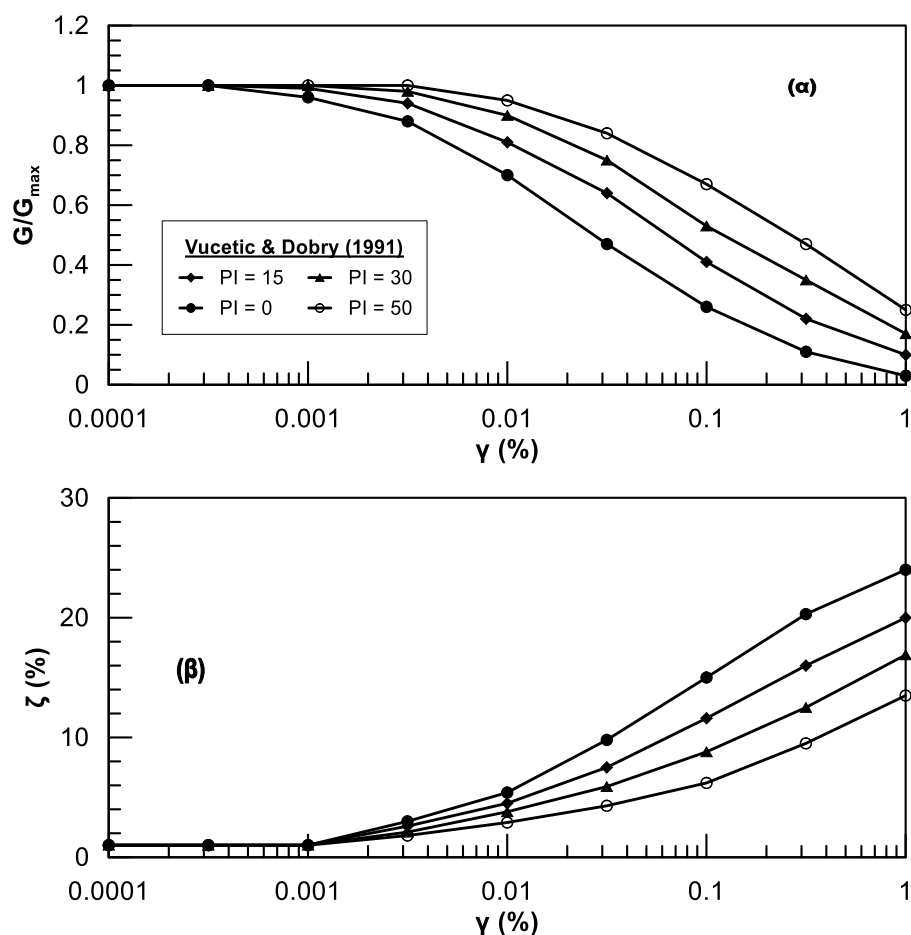 1.2
(α)
1
0.8
0.6
0.4
0.2
0
G/Gmax
Vucetic & Dobry (1991)
PI = 15 PI = 30
PI = 0 PI = 50
0.0001 0.001 0.01 0.1 1
γ (%)
30
20
10
0
ζ (%)
(β)
0.0001 0.001 0.01 0.1 1
γ (%)